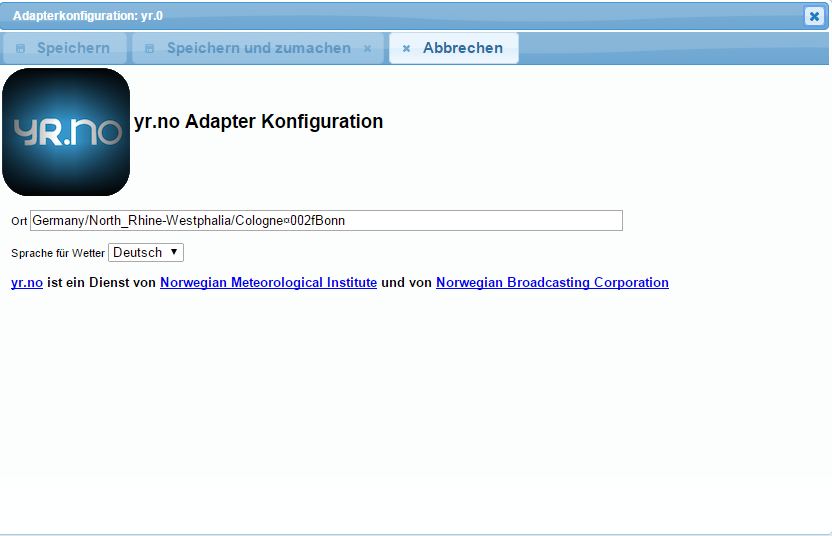 Adapterkonfiguration: yr.0
Speichern Speichern und zumachen Abbrechen
YR.NO
yr.no Adapter Konfiguration
Ort Germany/North_Rhine-Westphalia/Cologne¤002fBonn
Sprache für Wetter Deutsch
yr.no ist ein Dienst von Norwegian Meteorological Institute und von Norwegian Broadcasting Corporation